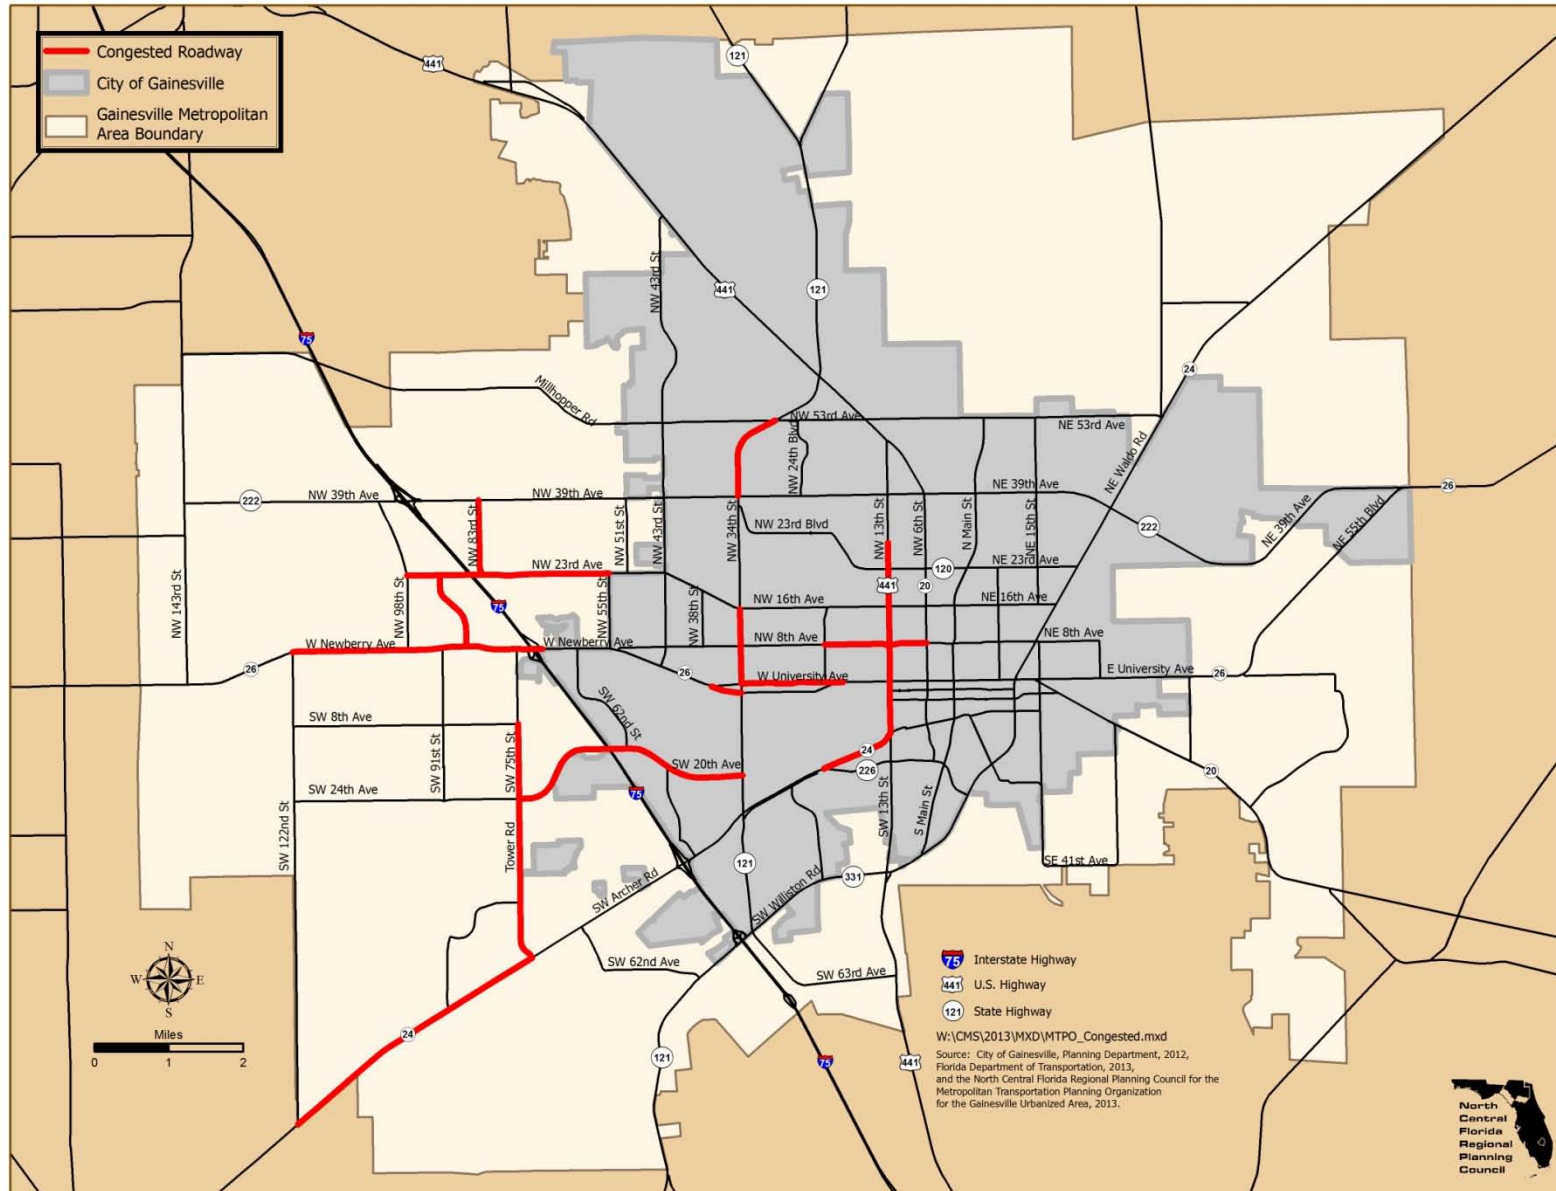 Congested Roadway
City of Gainesville
Gainesville Metropolitan
Area Boundary
441
121
NW 43rd St
441
121
75
24
Millhopper Rd
NW 53rd Ave
NE 53rd Ave
NW 24th Blvd
NE Waldo Rd
222
NW 39th Ave
NW 39th Ave
NE 39th Ave
26
NW 83rd St
NW 51st St
NW 43rd St
NW 34th St
NW 23rd Blvd
NW 13th St
NW 6th St
N Main St
NE 15th St
222
NE 39th Ave
NE 55th Blvd
NW 23rd Ave
120
NE 23rd Ave
NW 143rd St
NW 98th St
75
NW 55th St
NW 38th St
NW 16th Ave
441
20
NE 16th Ave
W Newberry Ave
W Newberry Ave
NW 8th Ave
NE 8th Ave
26
26
W University Ave
E University Ave
26
SW 8th Ave
SW 91st St
SW 75th St
SW 62nd St
SW 20th Ave
24
226
20
SW 24th Ave
75
SW 122nd St
Tower Rd
SW 13th St
S Main St
SW Archer Rd
121
331
SE 41st Ave
SW Williston Rd
SW 62nd Ave
SW 63rd Ave
24
121
75
441
N
W E
S
Miles
0 1 2
75 Interstate Highway
441 U.S. Highway
121 State Highway
W:\CMS\2013\MXD\MTPO_Congested.mxd
Source: City of Gainesville, Planning Department, 2012,
Florida Department of Transportation, 2013,
and the North Central Florida Regional Planning Council for the
Metropolitan Transportation Planning Organization
for the Gainesville Urbanized Area, 2013.
North
Central
Florida
Regional
Planning
Council